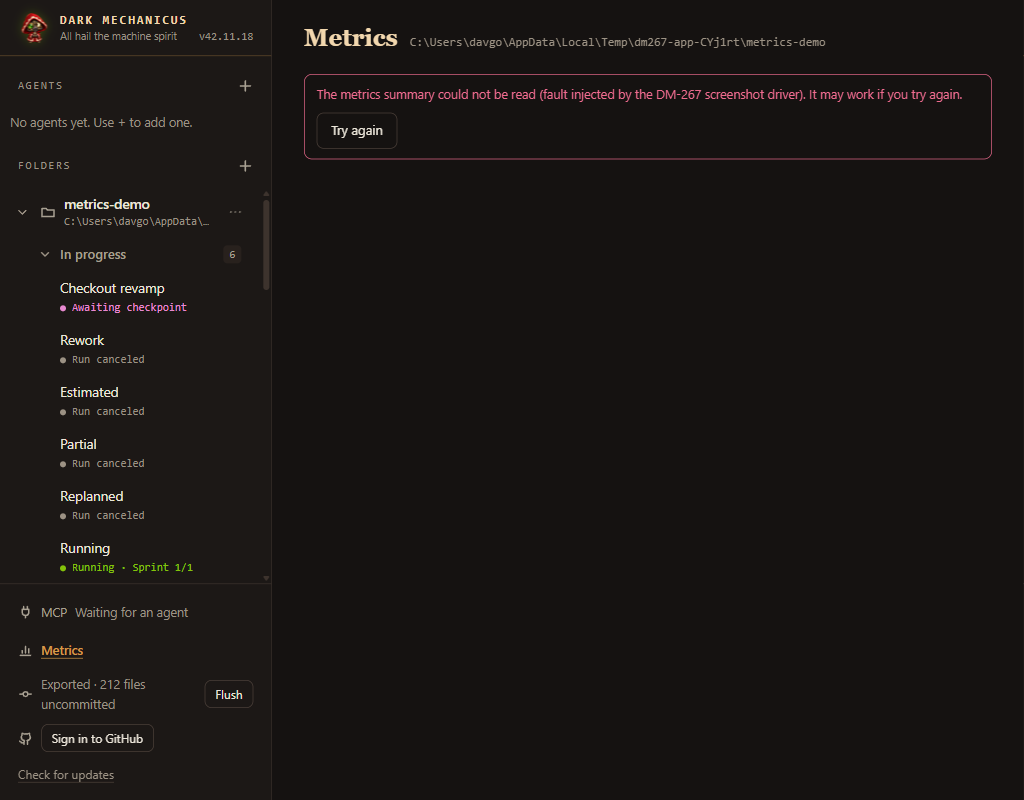 DARK MECHANICUS
All hail the machine spirit v42.11.18
AGENTS
No agents yet. Use + to add one.
FOLDERS
metrics-demo
C:\Users\davgo\AppData\…
In progress 6
Checkout revamp
Awaiting checkpoint
Rework
Run canceled
Estimated
Run canceled
Partial
Run canceled
Replanned
Run canceled
Running
Running · Sprint 1/1
MCP Waiting for an agent
Metrics
Exported · 212 files
uncommitted
Flush
Sign in to GitHub
Check for updates
Metrics C:\Users\davgo\AppData\Local\Temp\dm267-app-CYj1rt\metrics-demo
The metrics summary could not be read (fault injected by the DM-267 screenshot driver). It may work if you try again.
Try again